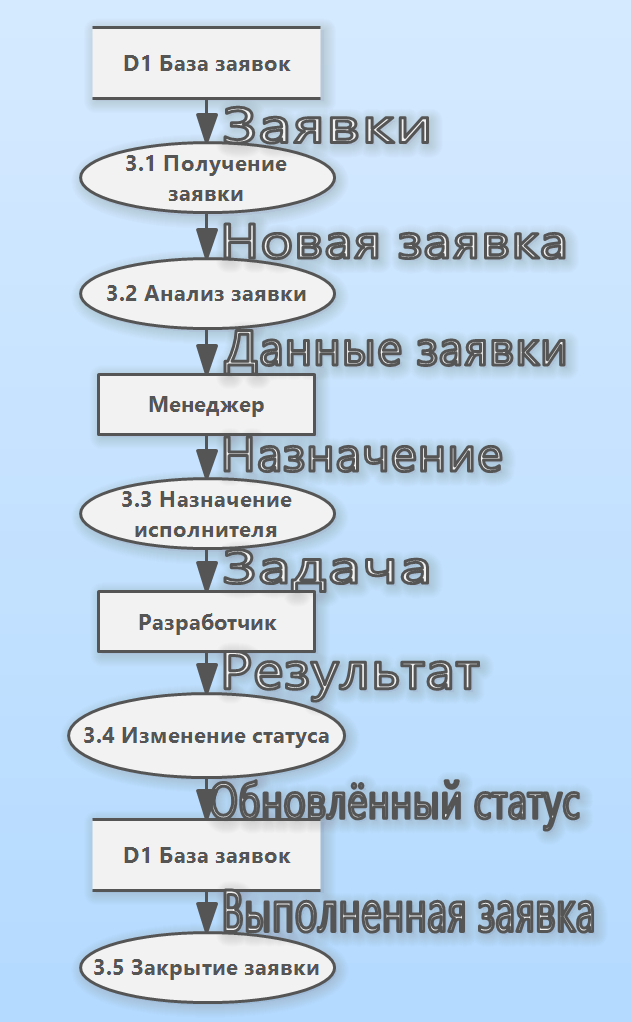 D1 База заявок
Заявки
3.1 Получение
заявки
Новая заявка
3.2 Анализ заявки
Данные заявки
Менеджер
Назначение
3.3 Назначение
исполнителя
Задача
Разработчик
Результат
3.4 Изменение статуса
Обновлённый статус
D1 База заявок
Выполненная заявка
3.5 Закрытие заявки